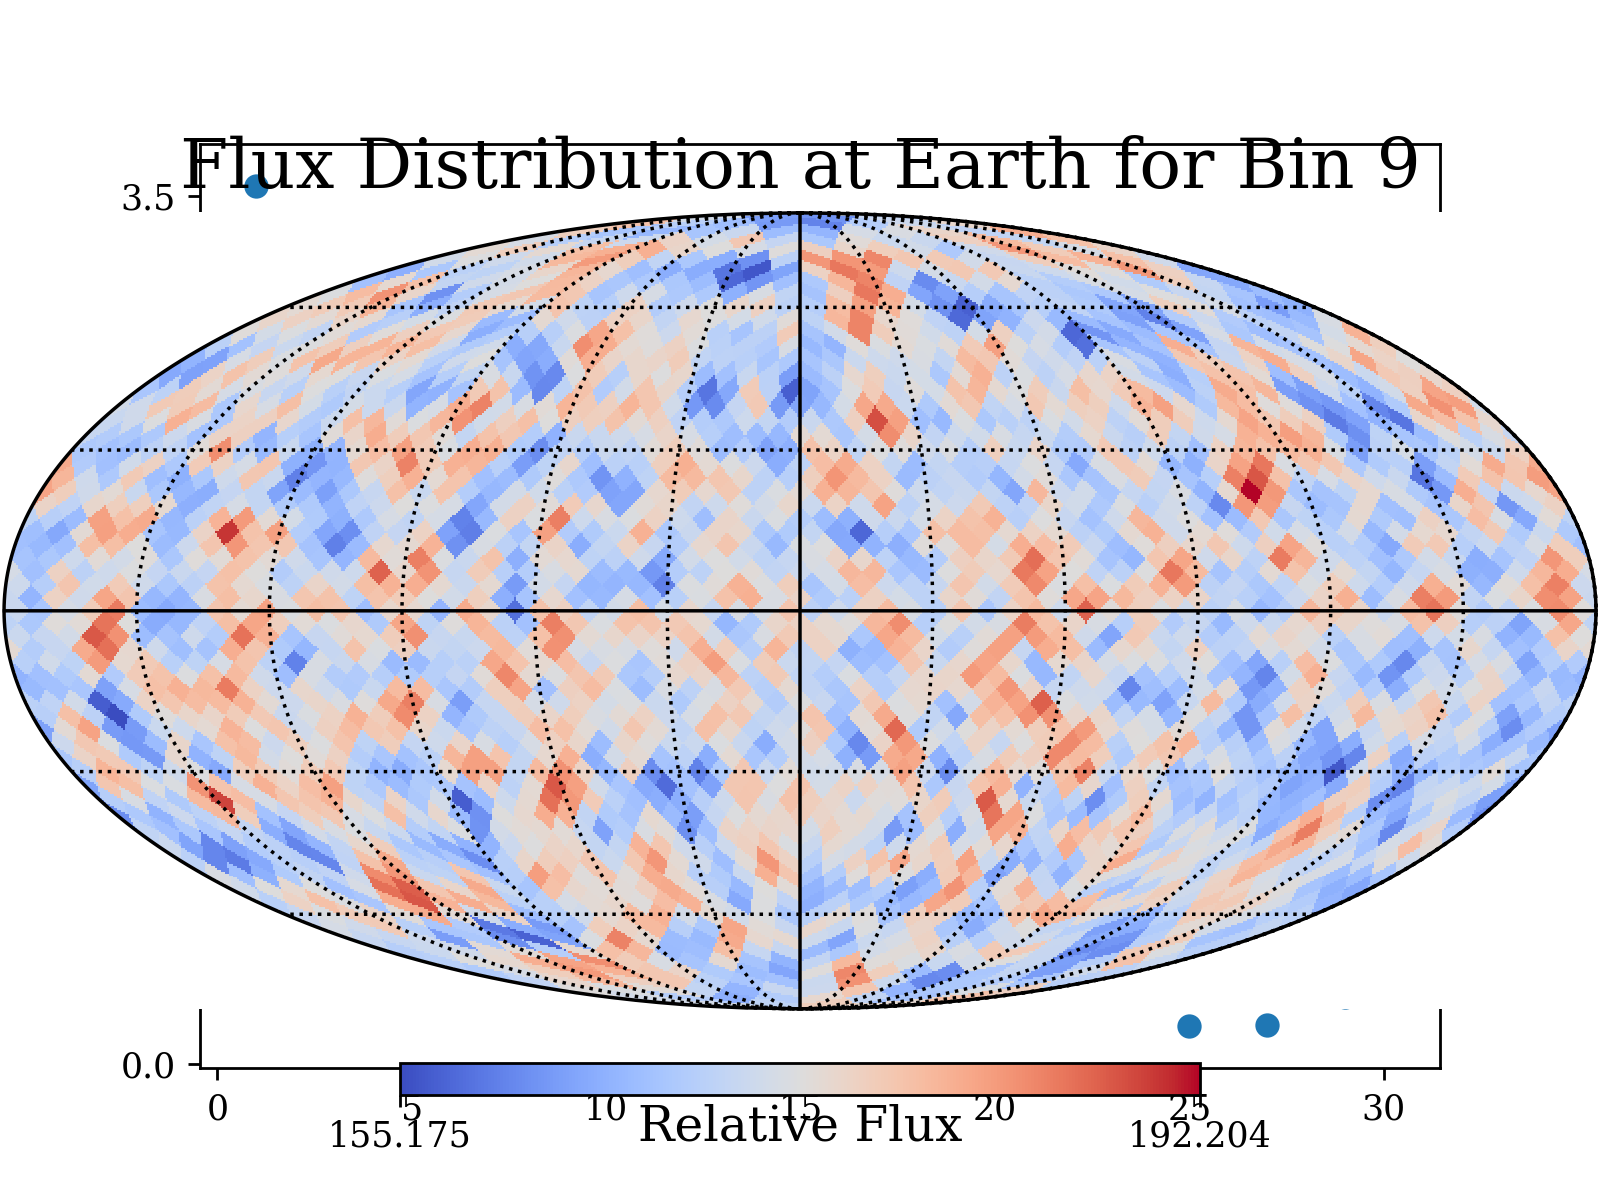 Flux Distribution at Earth for Bin 9
3.5
0.0
0 5 10 15 20 25 30
Relative Flux
155.175 192.204